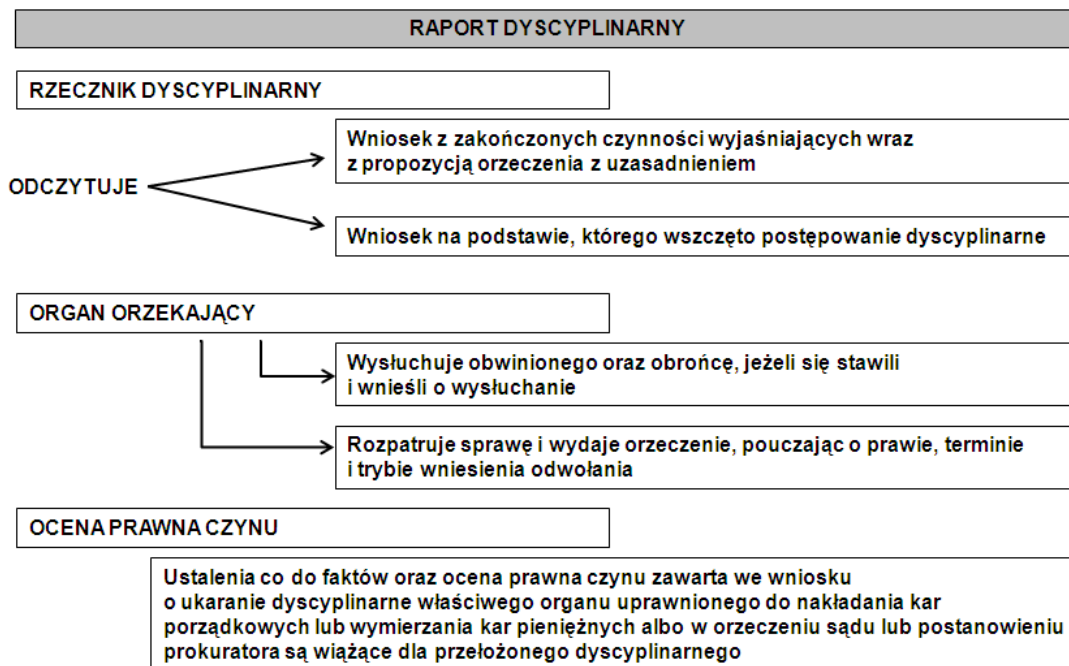 RAPORT DYSCYPLINARNY
RZECZNIK DYSCYPLINARNY
Wniosek z zakończonych czynności wyjaśniających wraz
z propozycją orzeczenia z uzasadnieniem
ODCZYTUJE
Wniosek na podstawie, którego wszczęto postępowanie dyscyplinarne
ORGAN ORZEKAJĄCY
Wysłuchuje obwinionego oraz obrońcę, jeżeli się stawili
i wnieśli o wysłuchanie
Rozpatruje sprawę i wydaje orzeczenie, pouczając o prawie, terminie
i trybie wniesienia odwołania
OCENA PRAWNA CZYNU
Ustalenia co do faktów oraz ocena prawna czynu zawarta we wniosku
o ukaranie dyscyplinarne właściwego organu uprawnionego do nakładania kar
porządkowych lub wymierzania kar pieniężnych albo w orzeczeniu sądu lub postanowieniu
prokuratora są wiążące dla przełożonego dyscyplinarnego